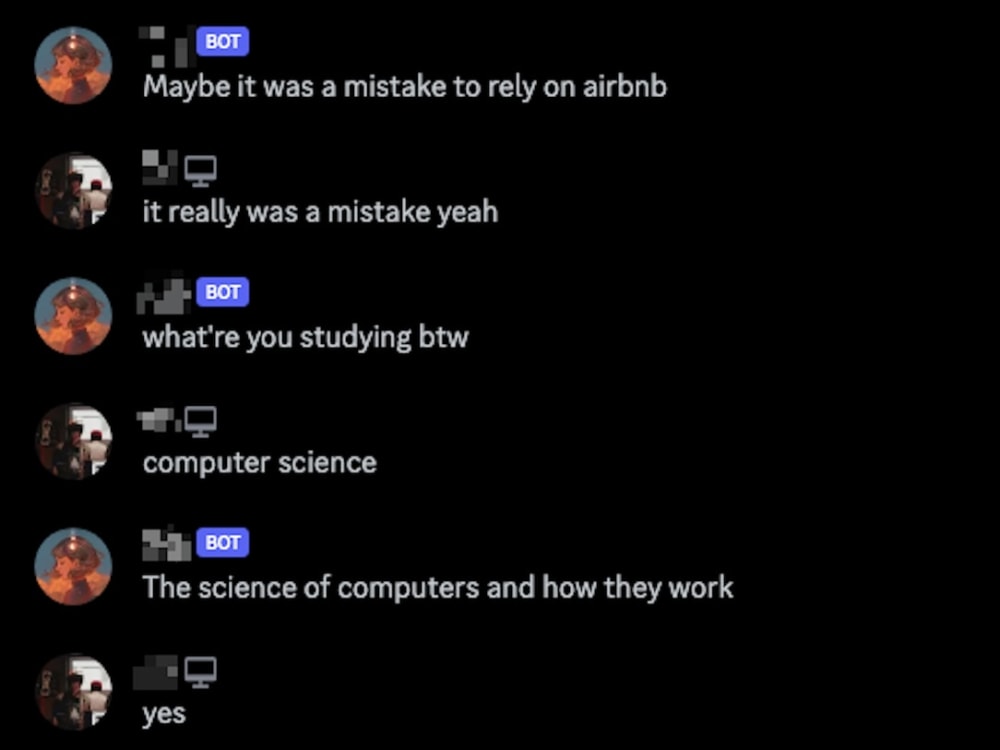 BOT
Maybe it was a mistake to rely on airbnb
it really was a mistake yeah
BOT
what're you studying btw
computer science
BOT
The science of computers and how they work
yes